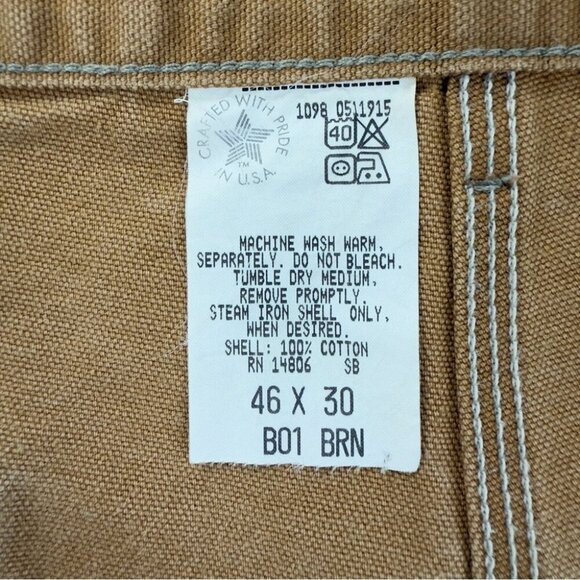 CRAFTED WITH PRIDE
IN U.S.A.
TM
1098 0511915
40
MACHINE WASH WARM,
SEPARATELY. DO NOT BLEACH.
TUMBLE DRY MEDIUM,
REMOVE PROMPTLY.
STEAM IRON SHELL ONLY,
WHEN DESIRED.
SHELL: 100% COTTON
RN 14806 SB
46 X 30
B01 BRN